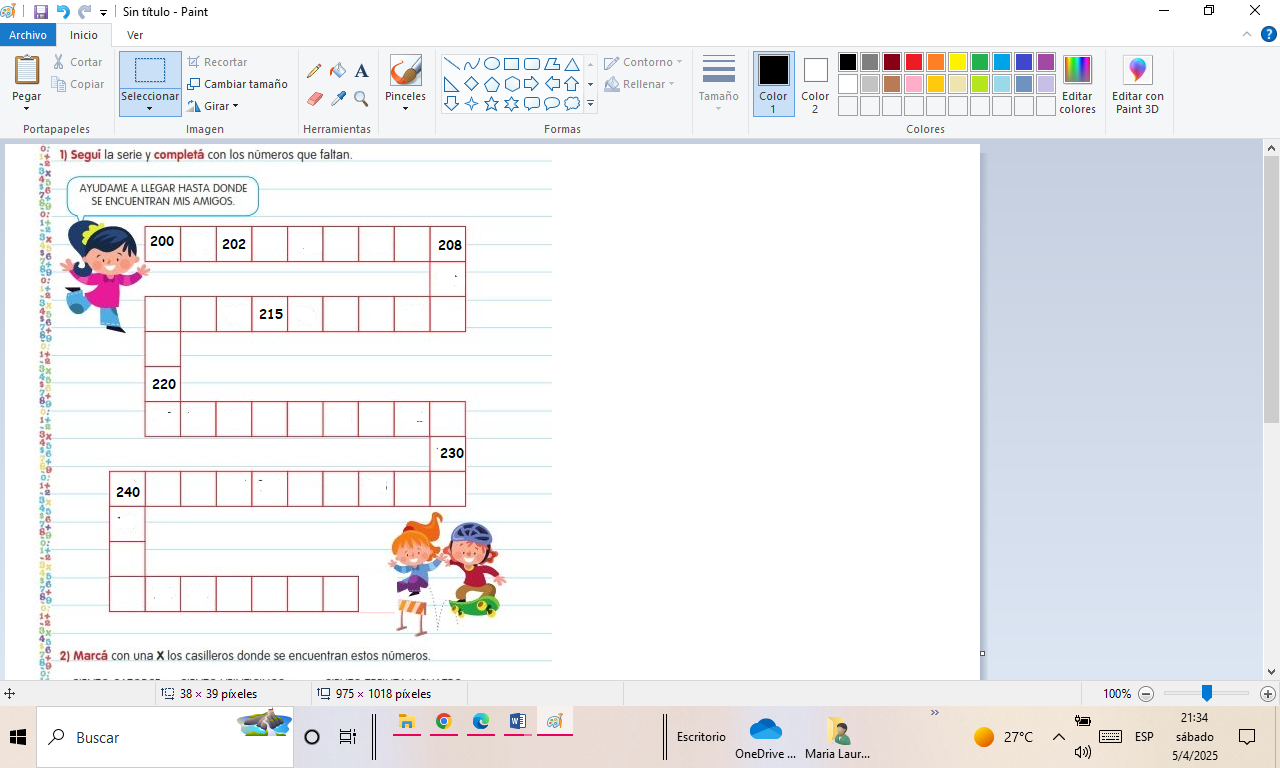 Sin título - Paint
Archivo Inicio Ver
Pegar
Cortar
Copiar
Portapapeles
Seleccionar
Recortar
Cambiar tamaño
Girar
Imagen
A
Herramientas
Pinceles
Contorno
Rellenar
Formas
Tamaño
Color 1
Color 2
Editar colores
Editar con Paint 3D
Colores
1) Seguí la serie y completá con los números que faltan.
AYUDAME A LLEGAR HASTA DONDE
SE ENCUENTRAN MIS AMIGOS.
200 202 208
215
220
230
240
2) Marcá con una X los casilleros donde se encuentran estos números.
38 × 39 píxeles 975 × 1018 píxeles 100%
Buscar
Escritorio
OneDrive ...
Maria Laur...
27°C
ESP
21:34
sábado
5/4/2025